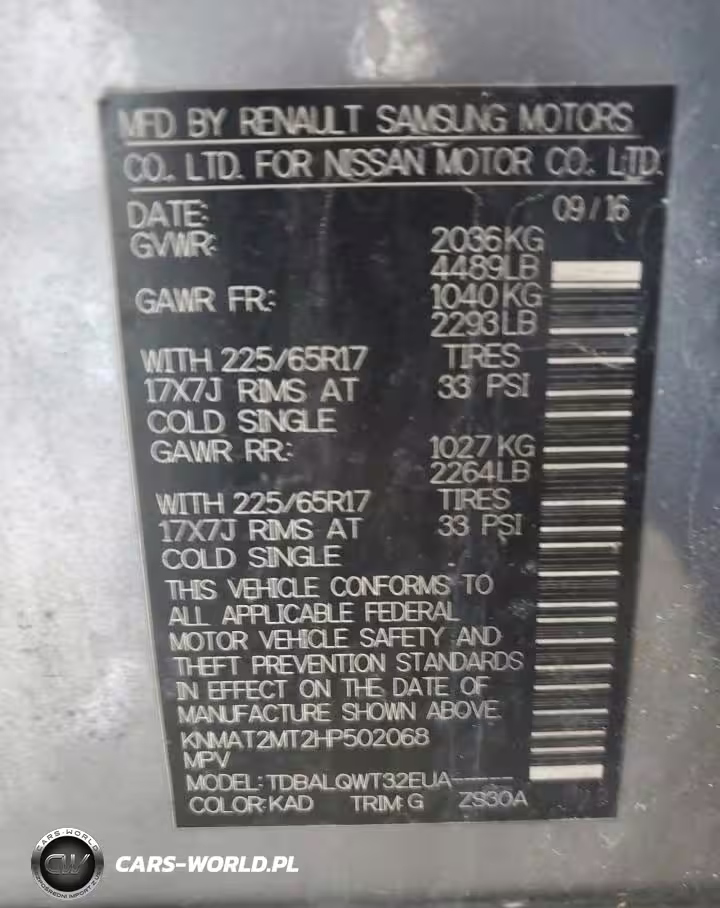 MFD BY RENAULT SAMSUNG MOTORS
CO., LTD. FOR NISSAN MOTOR CO., LTD.
DATE: 09/16
GVWR: 2036KG
4489LB
GAWR FR.: 1040KG
2293LB
WITH 225/65R17 TIRES
17X7J RIMS AT 33 PSI
COLD SINGLE
GAWR RR.: 1027KG
2264LB
WITH 225/65R17 TIRES
17X7J RIMS AT 33 PSI
COLD SINGLE
THIS VEHICLE CONFORMS TO
ALL APPLICABLE FEDERAL
MOTOR VEHICLE SAFETY AND
THEFT PREVENTION STANDARDS
IN EFFECT ON THE DATE OF
MANUFACTURE SHOWN ABOVE.
KNMAT2MT2HP502068
MPV
MODEL: TDBALQWT32EUA-----
COLOR:KAD TRIM:G ZS30A
CARS-WORLD
CW
CARS-WORLD.PL